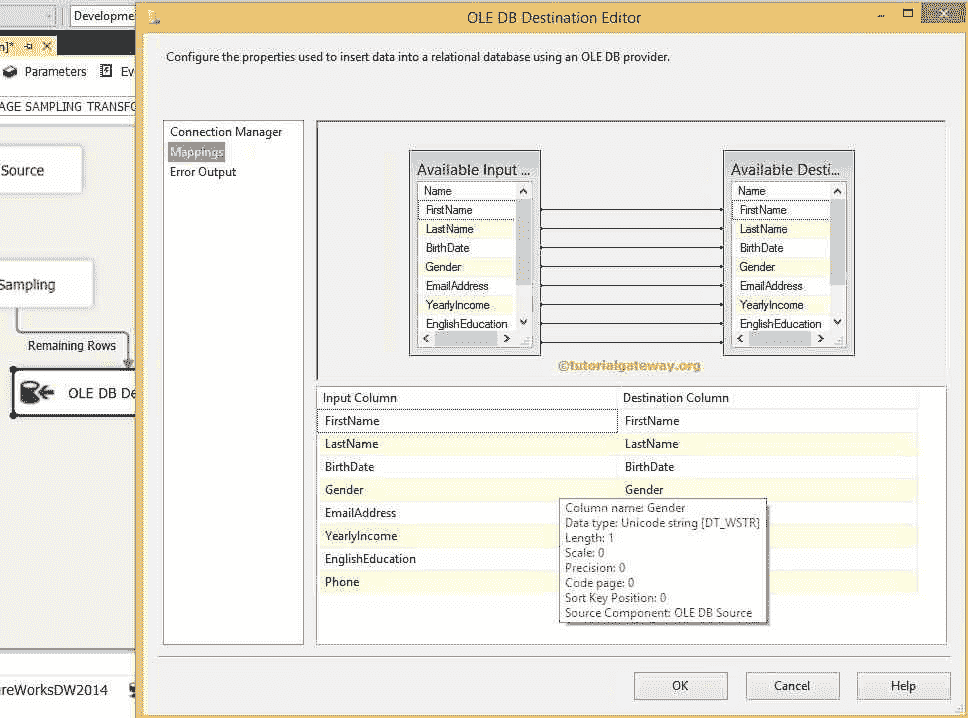 Developme
OLE DB Destination Editor
n]*
Parameters
Ev
Configure the properties used to insert data into a relational database using an OLE DB provider.
AGE SAMPLING TRANSFO
Source
Sampling
Remaining Rows
OLE DB De
reWorksDW2014
Connection Manager
Mappings
Error Output
Available Input ...
Name
FirstName
LastName
BirthDate
Gender
EmailAddress
YearlyIncome
EnglishEducation
Available Desti...
Name
FirstName
LastName
BirthDate
Gender
EmailAddress
YearlyIncome
EnglishEducation
©tutorialgateway.org
Input Column Destination Column
FirstName FirstName
LastName LastName
BirthDate BirthDate
Gender Gender
EmailAddress
YearlyIncome
EnglishEducation
Phone
Column name: Gender
Data type: Unicode string [DT_WSTR]
Length: 1
Scale: 0
Precision: 0
Code page: 0
Sort Key Position: 0
Source Component: OLE DB Source
OK
Cancel
Help